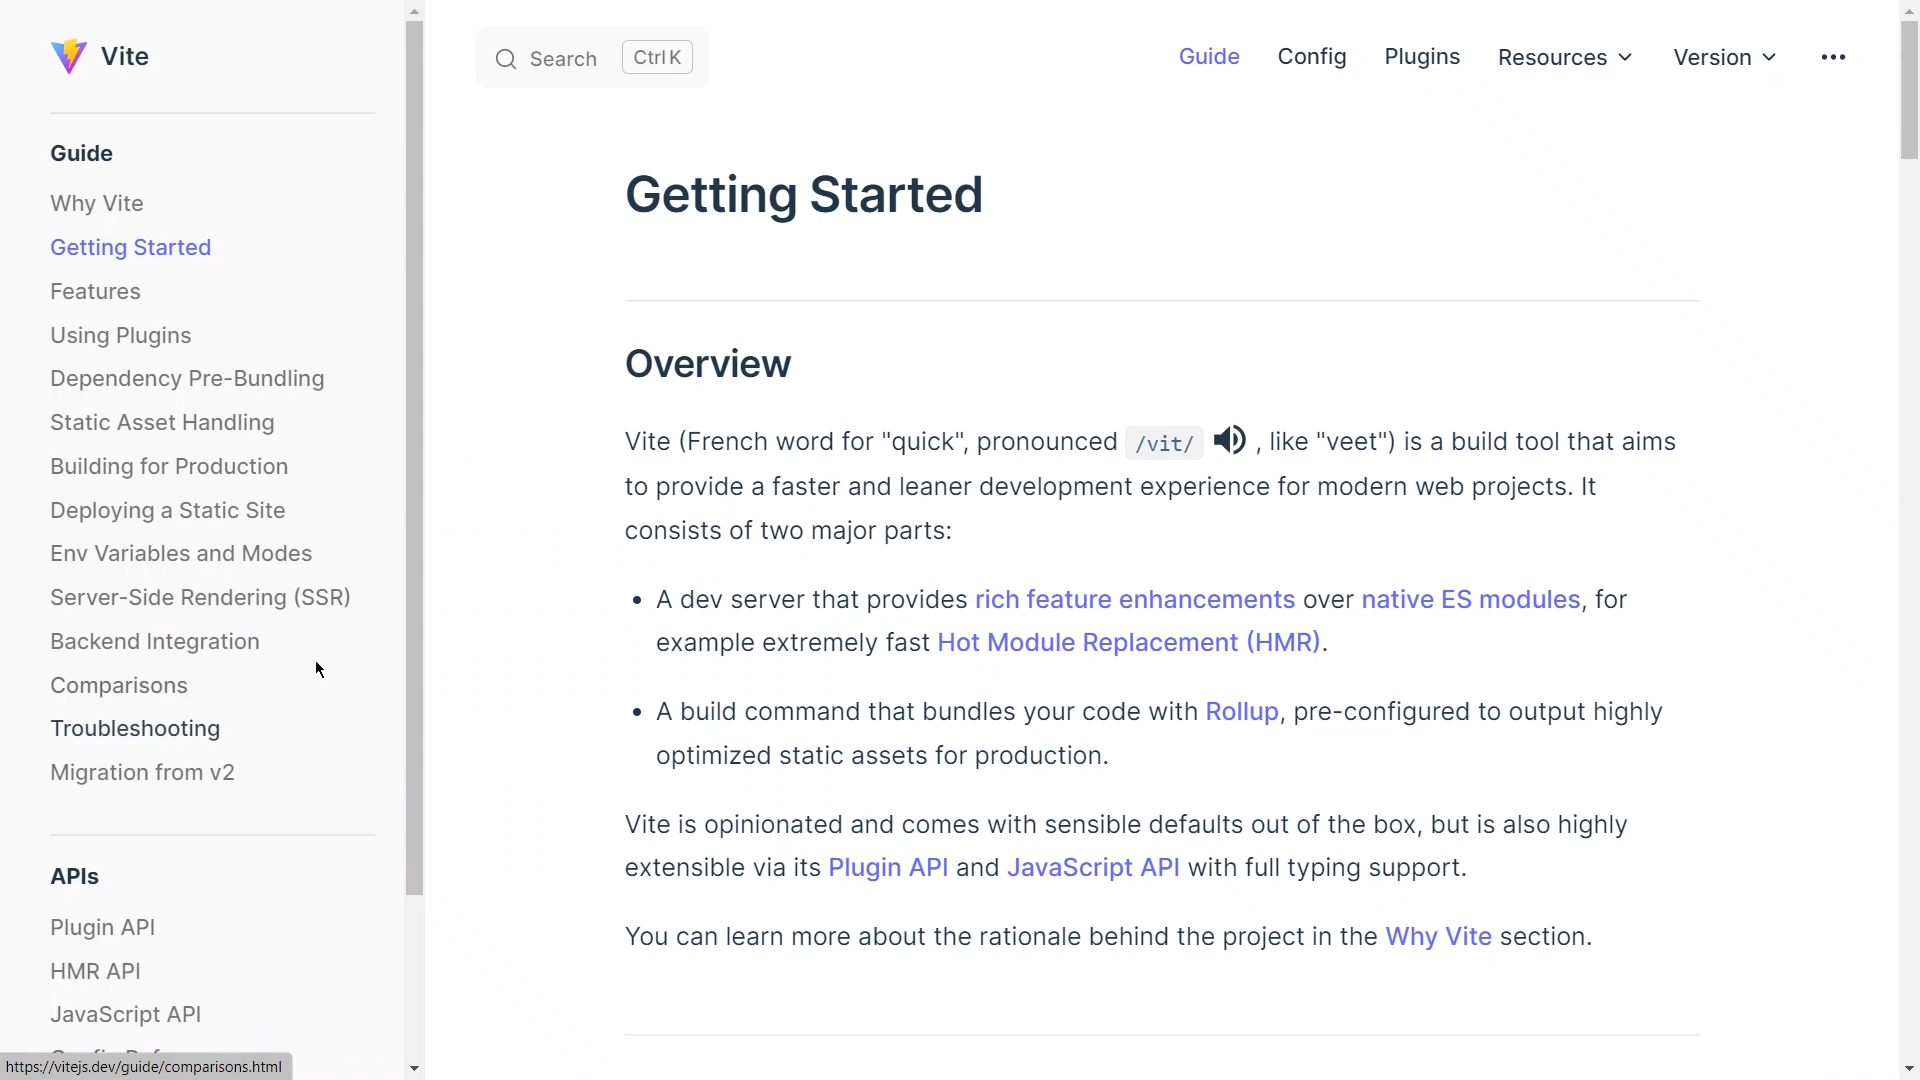 Vite
Search Ctrl K
Guide Config Plugins Resources Version
Guide
Why Vite
Getting Started
Features
Using Plugins
Dependency Pre-Bundling
Static Asset Handling
Building for Production
Deploying a Static Site
Env Variables and Modes
Server-Side Rendering (SSR)
Backend Integration
Comparisons
Troubleshooting
Migration from v2
APIs
Plugin API
HMR API
JavaScript API
https://vitejs.dev/guide/comparisons.html
Getting Started
Overview
Vite (French word for "quick", pronounced /vit/ , like "veet") is a build tool that aims
to provide a faster and leaner development experience for modern web projects. It
consists of two major parts:
• A dev server that provides rich feature enhancements over native ES modules, for
example extremely fast Hot Module Replacement (HMR).
• A build command that bundles your code with Rollup, pre-configured to output highly
optimized static assets for production.
Vite is opinionated and comes with sensible defaults out of the box, but is also highly
extensible via its Plugin API and JavaScript API with full typing support.
You can learn more about the rationale behind the project in the Why Vite section.